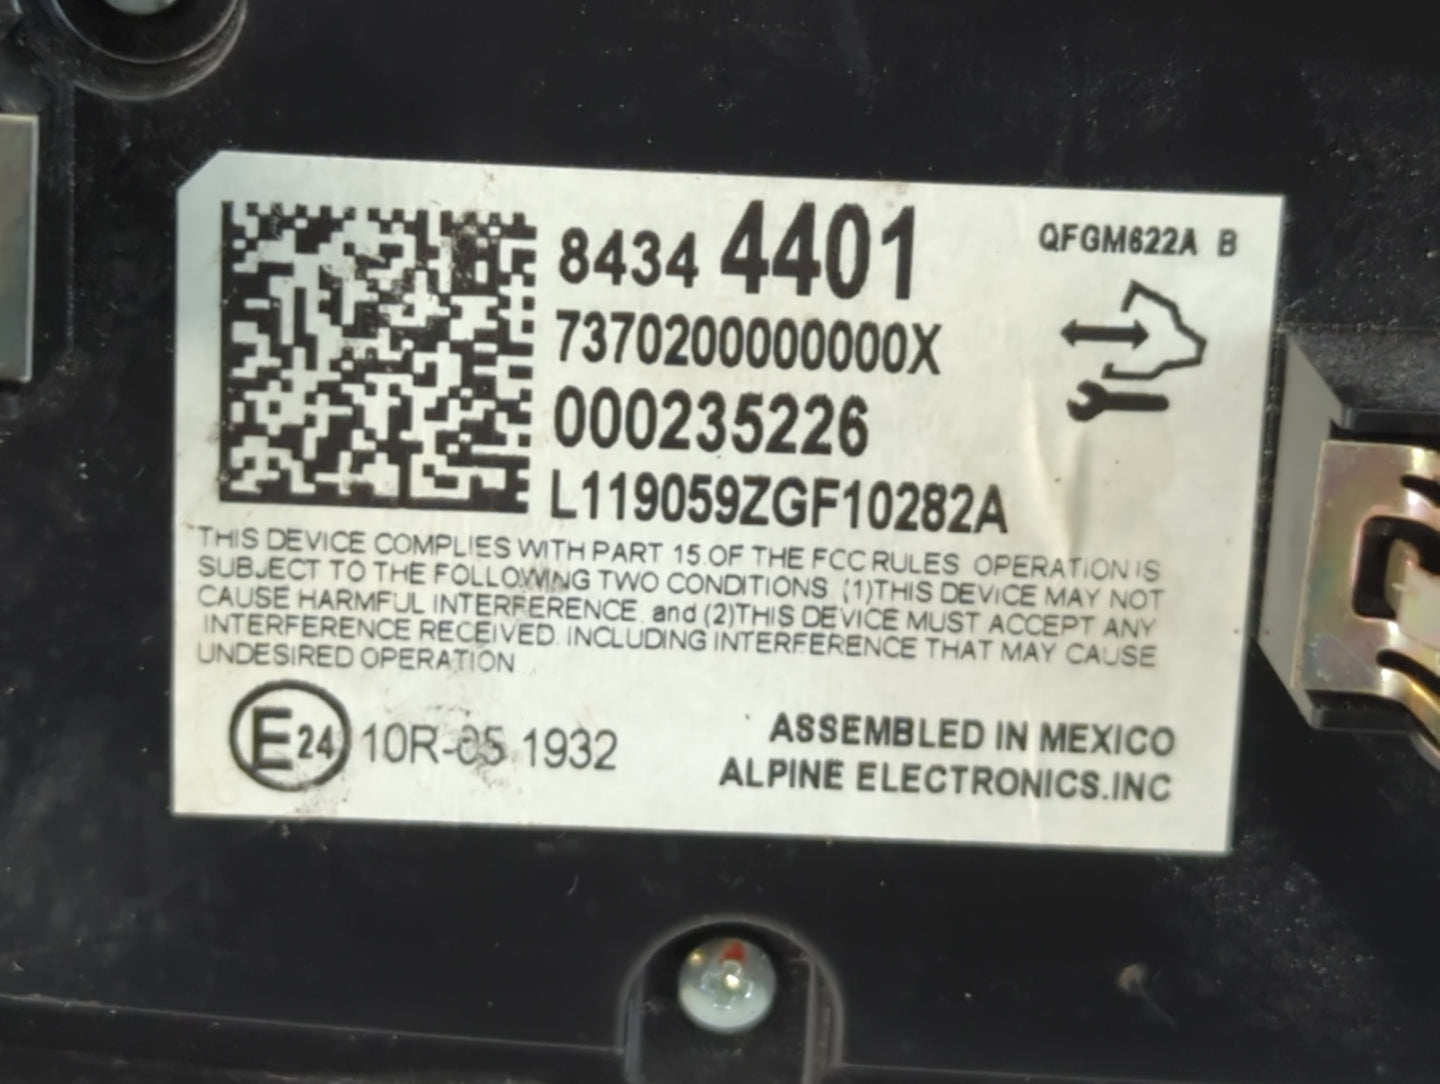 8434 4401
QFGM622A B
7370200000000X
000235226
L119059ZGF10282A
THIS DEVICE COMPLIES WITH PART 15.OF THE FCC RULES OPERATION IS
SUBJECT TO THE FOLLOWING TWO CONDITIONS (1)THIS DEVICE MAY NOT
CAUSE HARMFUL INTERFERENCE, and (2)THIS DEVICE MUST ACCEPT ANY
INTERFERENCE RECEIVED INCLUDING INTERFERENCE THAT MAY CAUSE
UNDESIRED OPERATION
E24 10R-05 1932
ASSEMBLED IN MEXICO
ALPINE ELECTRONICS.INC